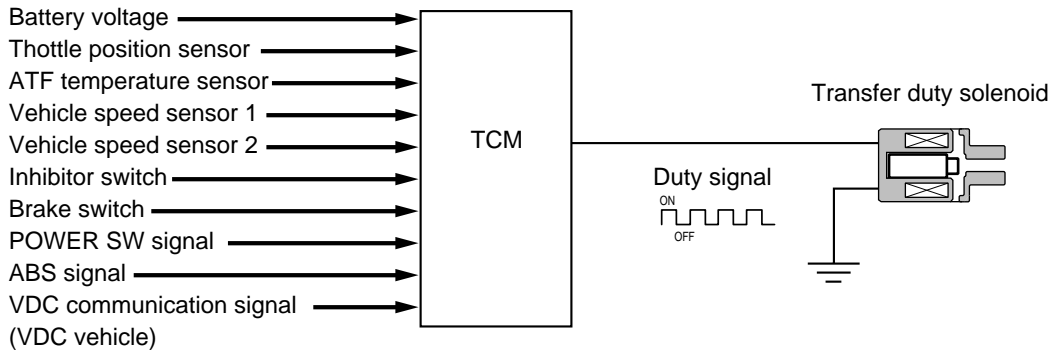 Battery voltage
Thottle position sensor
ATF temperature sensor
Vehicle speed sensor 1
Vehicle speed sensor 2
Inhibitor switch
Brake switch
POWER SW signal
ABS signal
VDC communication signal
(VDC vehicle)
TCM
Transfer duty solenoid
Duty signal
ON
OFF